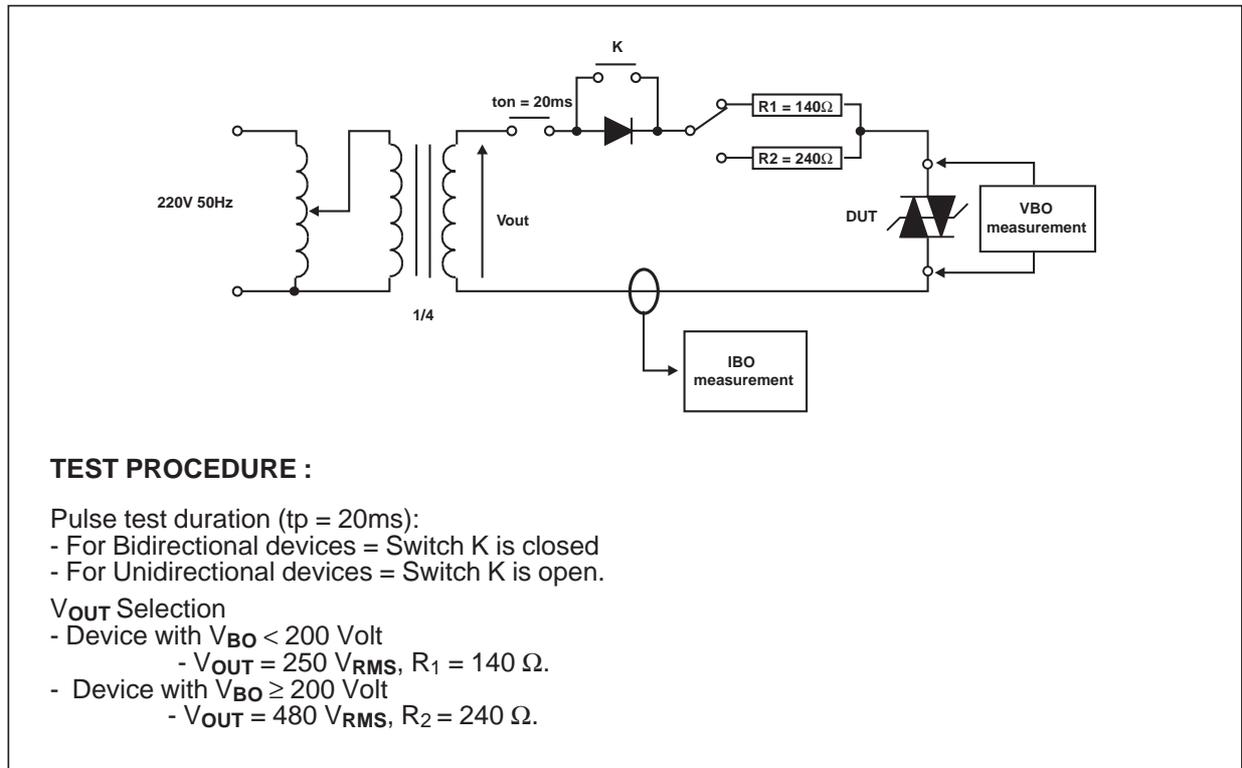 K
ton = 20ms
R1 = 140Ω
R2 = 240Ω
220V 50Hz
Vout
DUT
VBO
measurement
1/4
IBO
measurement
TEST PROCEDURE :
Pulse test duration (tp = 20ms):
- For Bidirectional devices = Switch K is closed
- For Unidirectional devices = Switch K is open.
VOUT Selection
- Device with VBO < 200 Volt
- VOUT = 250 VRMS, R1 = 140 Ω.
- Device with VBO ≥ 200 Volt
- VOUT = 480 VRMS, R2 = 240 Ω.